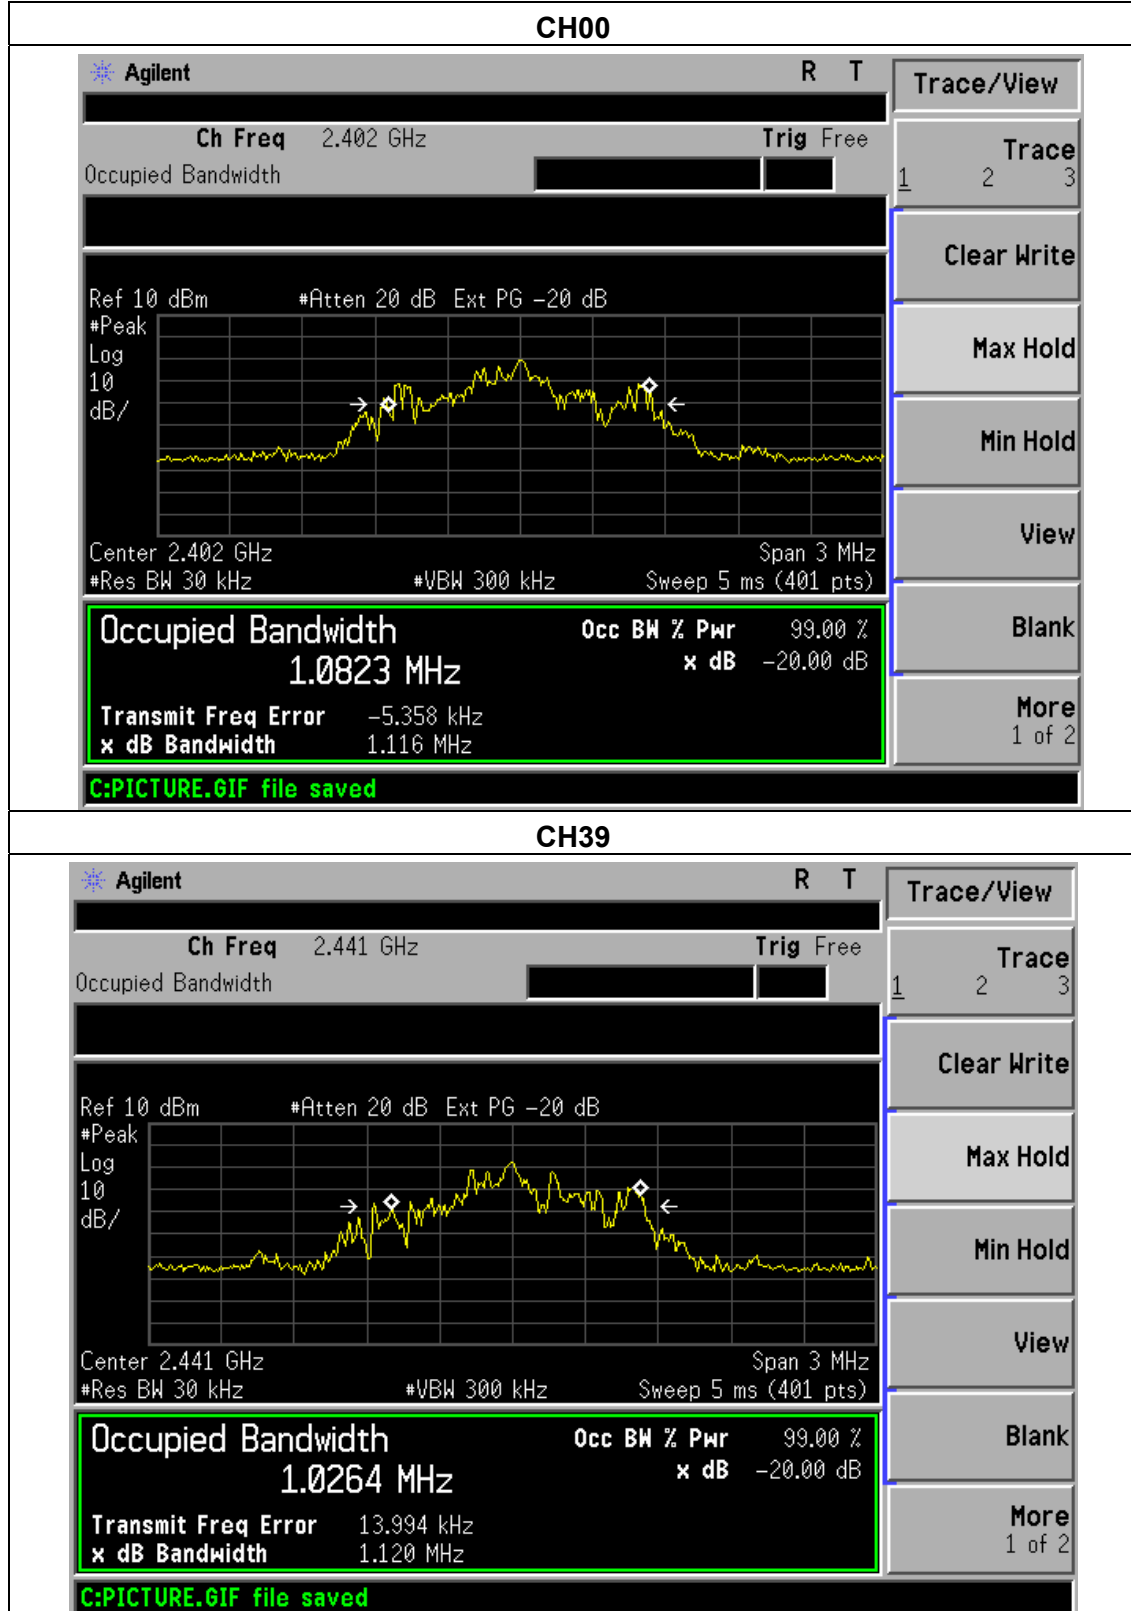 CH00
Agilent R T Trace/View
Ch Freq 2.402 GHz Trig Free
Occupied Bandwidth
Trace
1 2 3
Clear Write
Max Hold
Min Hold
View
Blank
More
1 of 2
Ref 10 dBm #Atten 20 dB Ext PG -20 dB
#Peak
Log
10
dB/
Center 2.402 GHz Span 3 MHz
#Res BW 30 kHz #VBW 300 kHz Sweep 5 ms (401 pts)
Occupied Bandwidth Occ BW % Pwr 99.00 %
1.0823 MHz x dB -20.00 dB
Transmit Freq Error -5.358 kHz
x dB Bandwidth 1.116 MHz
C:PICTURE.GIF file saved
CH39
Agilent R T Trace/View
Ch Freq 2.441 GHz Trig Free
Occupied Bandwidth
Trace
1 2 3
Clear Write
Max Hold
Min Hold
View
Blank
More
1 of 2
Ref 10 dBm #Atten 20 dB Ext PG -20 dB
#Peak
Log
10
dB/
Center 2.441 GHz Span 3 MHz
#Res BW 30 kHz #VBW 300 kHz Sweep 5 ms (401 pts)
Occupied Bandwidth Occ BW % Pwr 99.00 %
1.0264 MHz x dB -20.00 dB
Transmit Freq Error 13.994 kHz
x dB Bandwidth 1.120 MHz
C:PICTURE.GIF file saved